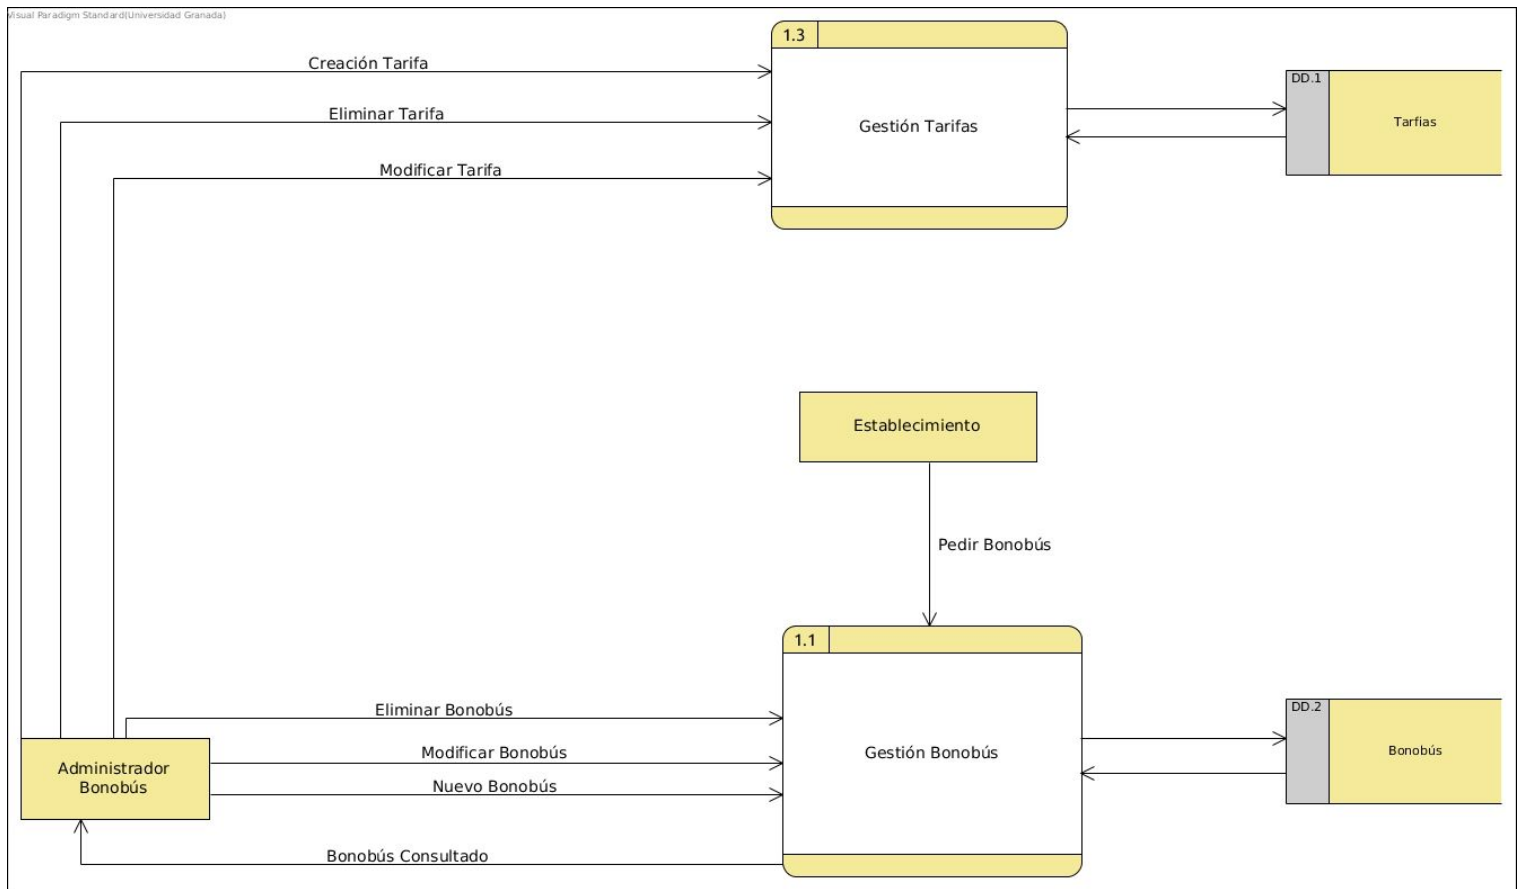 Visual Paradigm Standard(Universidad Granada)
1.3
Creación Tarifa
DD.1
Eliminar Tarifa
Gestión Tarifas
Tarfias
Modificar Tarifa
Establecimiento
Pedir Bonobús
1.1
Eliminar Bonobús
DD.2
Modificar Bonobús
Gestión Bonobús
Bonobús
Administrador
Bonobús
Nuevo Bonobús
Bonobús Consultado